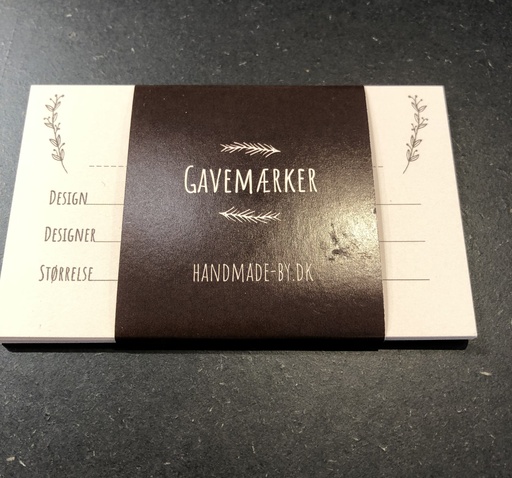 GAVEMÆRKER
HANDMADE-BY.DK
DESIGN
DESIGNER
STØRRELSE